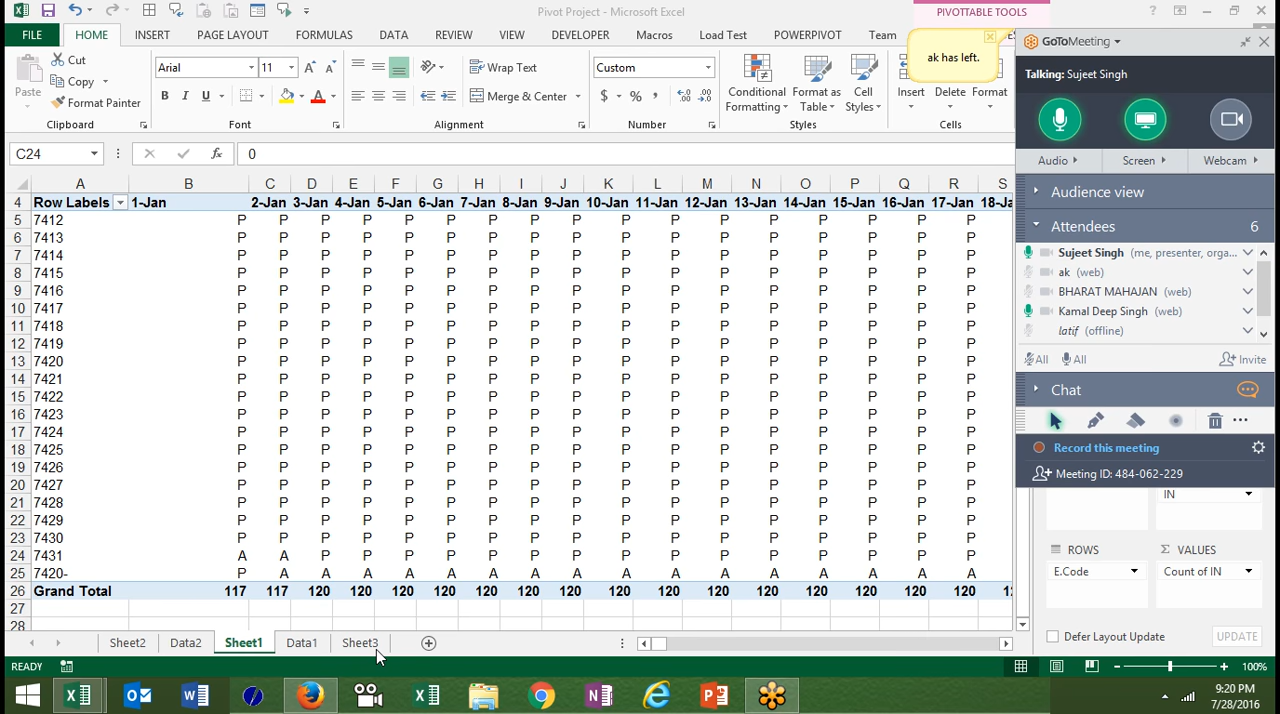 Pivot Project - Microsoft Excel
PIVOTTABLE TOOLS
FILE HOME INSERT PAGE LAYOUT FORMULAS DATA REVIEW VIEW DEVELOPER Macros Load Test POWERPIVOT Team
ak has left.
Paste
Cut
Copy
Format Painter
Clipboard
Arial 11
B I U
Font
Wrap Text
Merge & Center
Alignment
Custom
$ % ,
Number
Conditional Formatting
Format as Table
Cell Styles
Styles
Insert Delete Format
Cells
C24 fx 0
A B C D E F G H I J K L M N O P Q R S
4 Row Labels 1-Jan 2-Jan 3-Jan 4-Jan 5-Jan 6-Jan 7-Jan 8-Jan 9-Jan 10-Jan 11-Jan 12-Jan 13-Jan 14-Jan 15-Jan 16-Jan 17-Jan
5 7412 P P P P P P P P P P P P P P P P P
6 7413 P P P P P P P P P P P P P P P P P
7 7414 P P P P P P P P P P P P P P P P P
8 7415 P P P P P P P P P P P P P P P P P
9 7416 P P P P P P P P P P P P P P P P P
10 7417 P P P P P P P P P P P P P P P P P
11 7418 P P P P P P P P P P P P P P P P P
12 7419 P P P P P P P P P P P P P P P P P
13 7420 P P P P P P P P P P P P P P P P P
14 7421 P P P P P P P P P P P P P P P P P
15 7422 P P P P P P P P P P P P P P P P P
16 7423 P P P P P P P P P P P P P P P P P
17 7424 P P P P P P P P P P P P P P P P P
18 7425 P P P P P P P P P P P P P P P P P
19 7426 P P P P P P P P P P P P P P P P P
20 7427 P P P P P P P P P P P P P P P P P
21 7428 P P P P P P P P P P P P P P P P P
22 7429 P P P P P P P P P P P P P P P P P
23 7430 P P P P P P P P P P P P P P P P P
24 7431 A A P P P P P P P P P P P P P P P
25 7420- P A A A A A A A A A A A A A A A A
26 Grand Total 117 117 120 120 120 120 120 120 120 120 120 120 120 120 120 120 120
27
28
Sheet2 Data2 Sheet1 Data1 Sheet3
READY
100%
GoToMeeting
Talking: Sujeet Singh
Audio Screen Webcam
Audience view
Attendees 6
Sujeet Singh (me, presenter, orga...
ak (web)
BHARAT MAHAJAN (web)
Kamal Deep Singh (web)
latif (offline)
All All Invite
Chat
Record this meeting
Meeting ID: 484-062-229
IN
ROWS
Σ VALUES
E.Code
Count of IN
Defer Layout Update
UPDATE
9:20 PM
7/28/2016